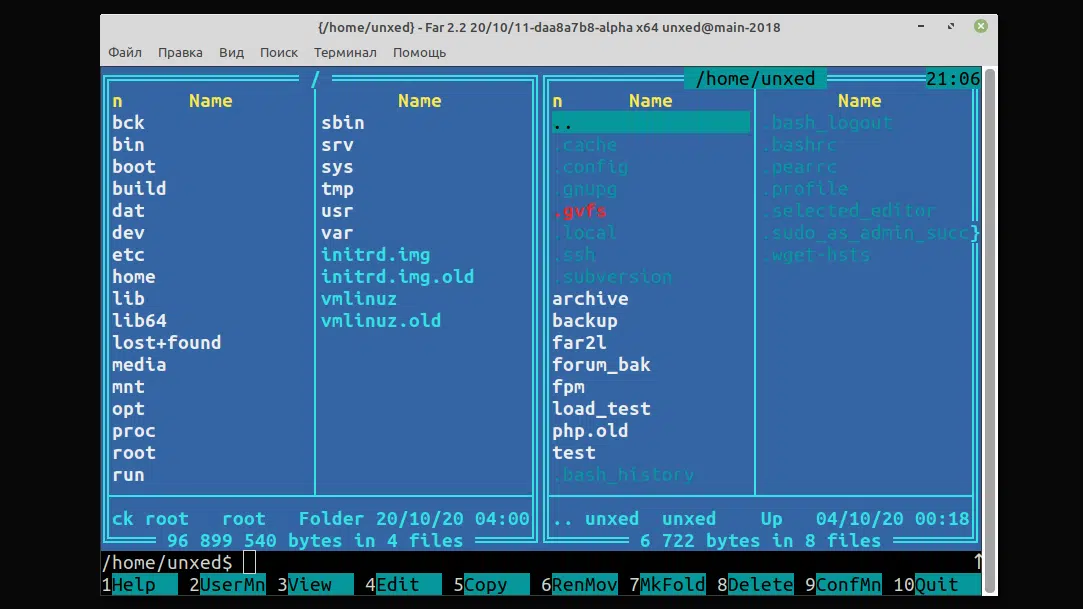 {/home/unxed} - Far 2.2 20/10/11-daa8a7b8-alpha x64 unxed@main-2018
Файл Правка Вид Поиск Терминал Помощь
/ /home/unxed 21:06
n Name Name n Name Name
bck sbin .. .bash_logout
bin srv .cache .bashrc
boot sys .config .pearrc
build tmp .gnupg .profile
dat usr .gvfs .selected_editor
dev var .local .sudo_as_admin_succ}
etc initrd.img .ssh .wget-hsts
home initrd.img.old .subversion
lib vmlinuz archive
lib64 vmlinuz.old backup
lost+found far2l
media forum_bak
mnt fpm
opt load_test
proc php.old
root test
run .bash_history
ck root root Folder 20/10/20 04:00 .. unxed unxed Up 04/10/20 00:18
96 899 540 bytes in 4 files 6 722 bytes in 8 files
/home/unxed$ ↑
1Help 2UserMn 3View 4Edit 5Copy 6RenMov 7MkFold 8Delete 9ConfMn 10Quit